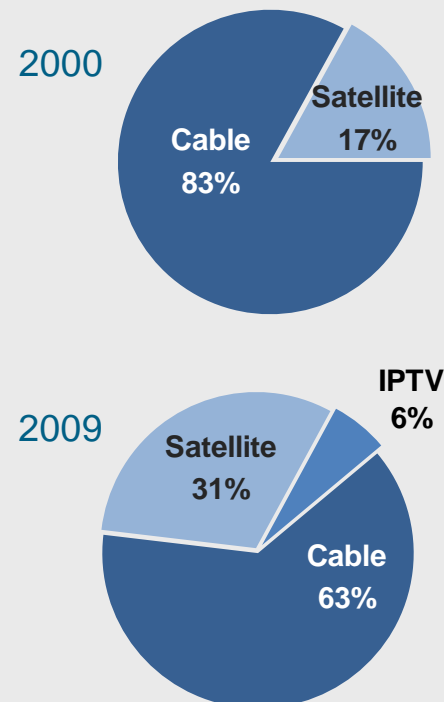 2000
Satellite
17%
Cable
83%
IPTV
6%
2009
Satellite
31%
Cable
63%